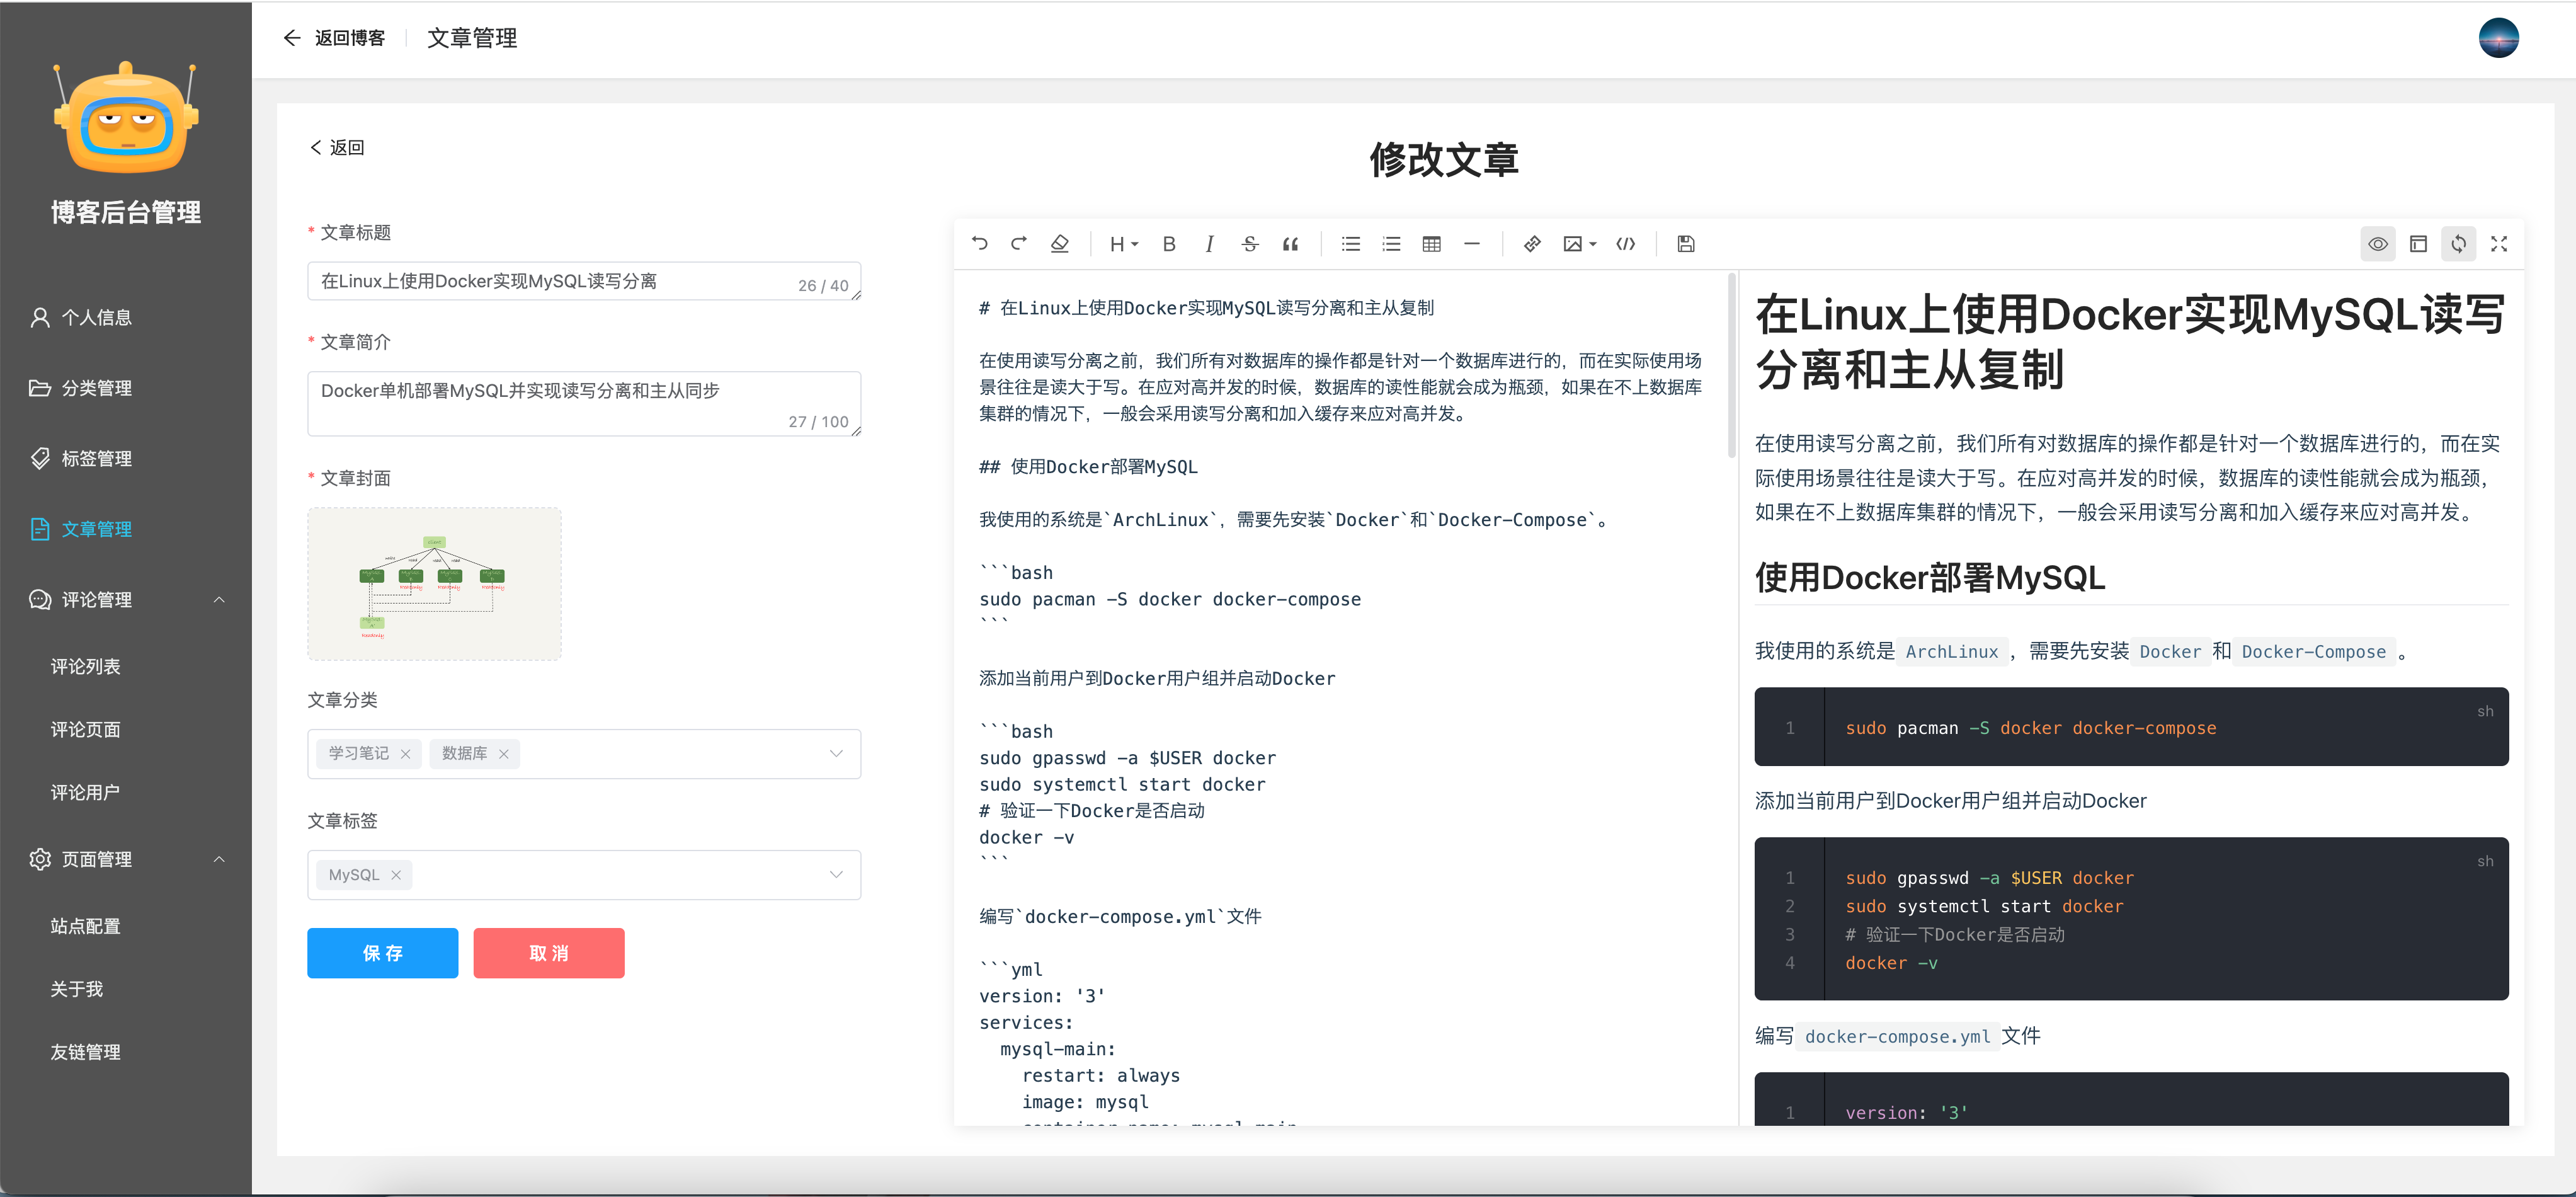 返回博客
文章管理
博客后台管理
个人信息
分类管理
标签管理
文章管理
评论管理
评论列表
评论页面
评论用户
页面管理
站点配置
关于我
友链管理
返回
修改文章
* 文章标题
在Linux上使用Docker实现MySQL读写分离
26 / 40
* 文章简介
Docker单机部署MySQL并实现读写分离和主从同步
27 / 100
* 文章封面
文章分类
学习笔记
数据库
文章标签
MySQL
保 存
取 消
H
B
I
S
# 在Linux上使用Docker实现MySQL读写分离和主从复制
在使用读写分离之前，我们所有对数据库的操作都是针对一个数据库进行的，而在实际使用场
景往往是读大于写。在应对高并发的时候，数据库的读性能就会成为瓶颈，如果在不上数据库
集群的情况下，一般会采用读写分离和加入缓存来应对高并发。
## 使用Docker部署MySQL
我使用的系统是`ArchLinux`，需要先安装`Docker`和`Docker-Compose`。
```bash
sudo pacman -S docker docker-compose
```
添加当前用户到Docker用户组并启动Docker
```bash
sudo gpasswd -a $USER docker
sudo systemctl start docker
# 验证一下Docker是否启动
docker -v
```
编写`docker-compose.yml`文件
```yml
version: '3'
services:
mysql-main:
restart: always
image: mysql
在Linux上使用Docker实现MySQL读写
分离和主从复制
在使用读写分离之前，我们所有对数据库的操作都是针对一个数据库进行的，而在实
际使用场景往往是读大于写。在应对高并发的时候，数据库的读性能就会成为瓶颈，
如果在不上数据库集群的情况下，一般会采用读写分离和加入缓存来应对高并发。
使用Docker部署MySQL
我使用的系统是 ArchLinux ，需要先安装 Docker 和 Docker-Compose 。
sh
1 sudo pacman -S docker docker-compose
添加当前用户到Docker用户组并启动Docker
sh
1 sudo gpasswd -a $USER docker
2 sudo systemctl start docker
3 # 验证一下Docker是否启动
4 docker -v
编写 docker-compose.yml 文件
1 version: '3'